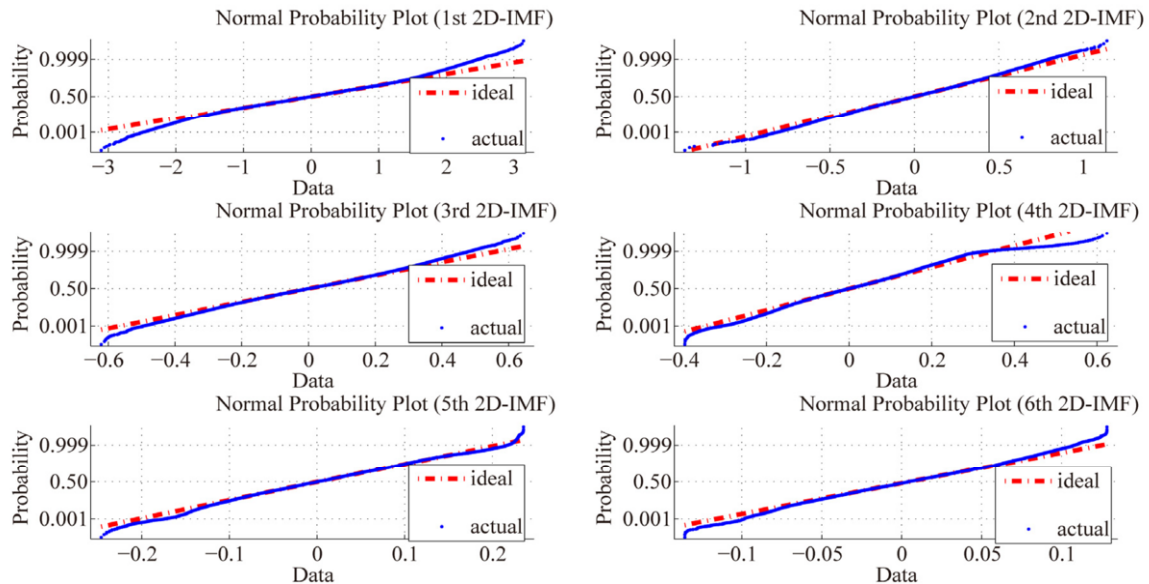 Normal Probability Plot (1st 2D-IMF)
Probability
0.999
0.50
0.001
ideal
actual
−3 −2 −1 0 1 2 3
Data
Normal Probability Plot (2nd 2D-IMF)
Probability
0.999
0.50
0.001
ideal
actual
−1 −0.5 0 0.5 1
Data
Normal Probability Plot (3rd 2D-IMF)
Probability
0.999
0.50
0.001
ideal
actual
−0.6 −0.4 −0.2 0 0.2 0.4 0.6
Data
Normal Probability Plot (4th 2D-IMF)
Probability
0.999
0.50
0.001
ideal
actual
−0.4 −0.2 0 0.2 0.4 0.6
Data
Normal Probability Plot (5th 2D-IMF)
Probability
0.999
0.50
0.001
ideal
actual
−0.2 −0.1 0 0.1 0.2
Data
Normal Probability Plot (6th 2D-IMF)
Probability
0.999
0.50
0.001
ideal
actual
−0.1 −0.05 0 0.05 0.1
Data